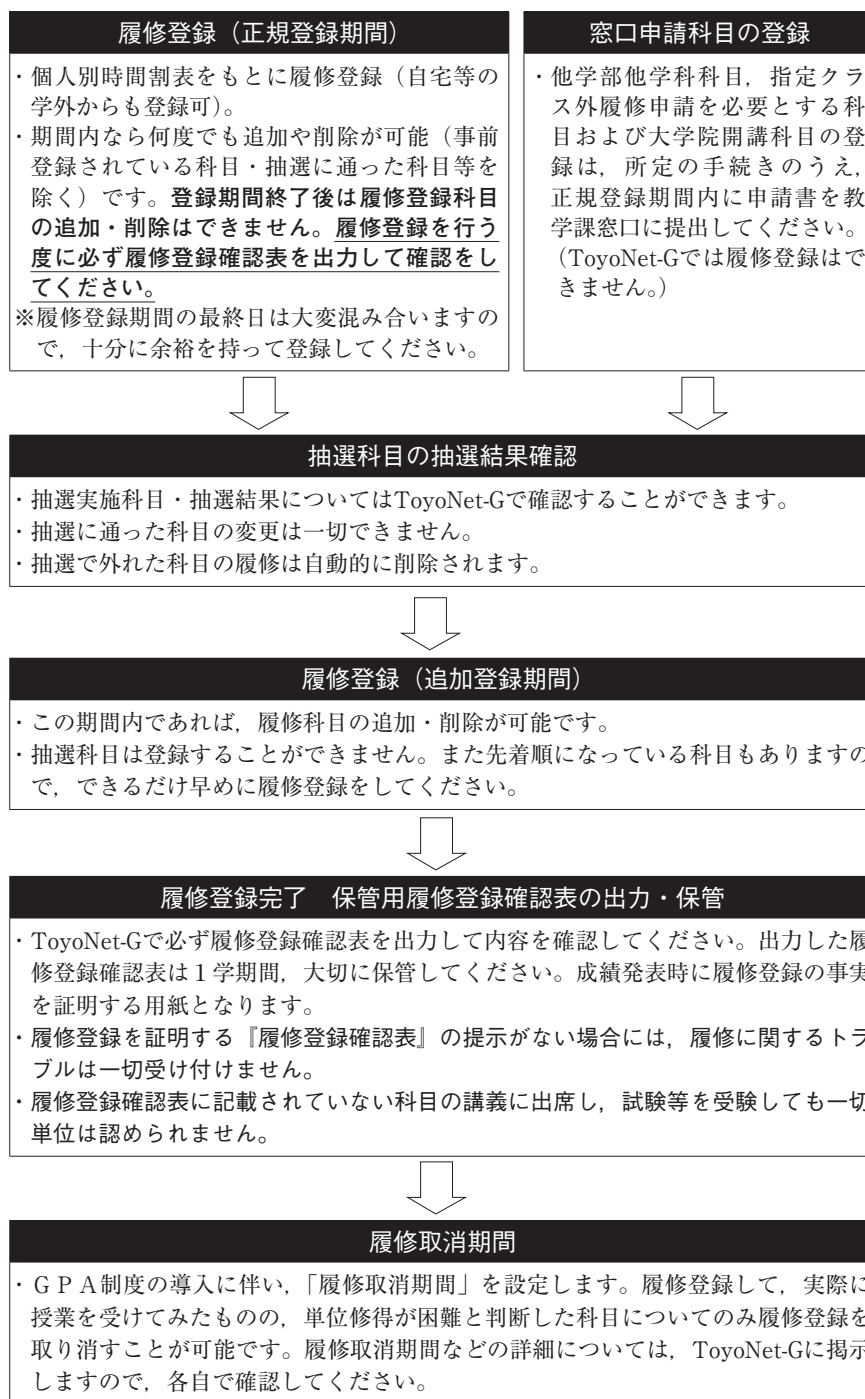 履修登録（正規登録期間）
・個人別時間割表をもとに履修登録（自宅等の
学外からも登録可）。
・期間内なら何度でも追加や削除が可能（事前
登録されている科目・抽選に通った科目等を
除く）です。登録期間終了後は履修登録科目
の追加・削除はできません。履修登録を行う
度に必ず履修登録確認表を出力して確認をし
てください。
※履修登録期間の最終日は大変混み合いますの
で，十分に余裕を持って登録してください。
窓口申請科目の登録
・他学部他学科科目，指定クラ
ス外履修申請を必要とする科
目および大学院開講科目の登
録は，所定の手続きのうえ，
正規登録期間内に申請書を教
学課窓口に提出してください。
（ToyoNet-Gでは履修登録はで
きません。）
抽選科目の抽選結果確認
・抽選実施科目・抽選結果についてはToyoNet-Gで確認することができます。
・抽選に通った科目の変更は一切できません。
・抽選で外れた科目の履修は自動的に削除されます。
履修登録（追加登録期間）
・この期間内であれば，履修科目の追加・削除が可能です。
・抽選科目は登録することができません。また先着順になっている科目もありますの
で，できるだけ早めに履修登録をしてください。
履修登録完了　保管用履修登録確認表の出力・保管
・ToyoNet-Gで必ず履修登録確認表を出力して内容を確認してください。出力した履
修登録確認表は１学期間，大切に保管してください。成績発表時に履修登録の事実
を証明する用紙となります。
・履修登録を証明する『履修登録確認表』の提示がない場合には，履修に関するトラ
ブルは一切受け付けません。
・履修登録確認表に記載されていない科目の講義に出席し，試験等を受験しても一切
単位は認められません。
履修取消期間
・ＧＰＡ制度の導入に伴い，「履修取消期間」を設定します。履修登録して，実際に
授業を受けてみたものの，単位修得が困難と判断した科目についてのみ履修登録を
取り消すことが可能です。履修取消期間などの詳細については，ToyoNet-Gに掲示
しますので，各自で確認してください。